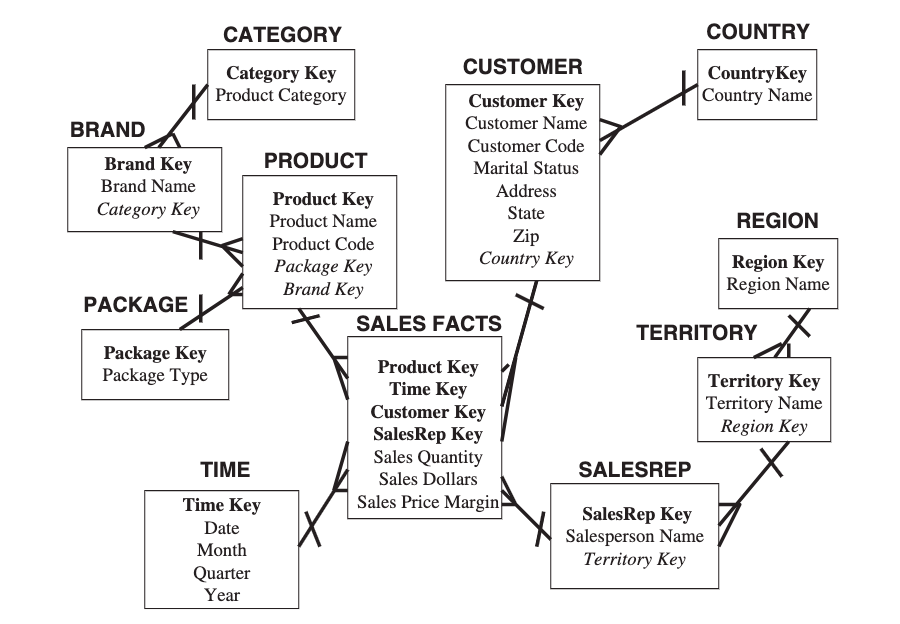 CATEGORY
Category Key
Product Category
COUNTRY
CountryKey
Country Name
CUSTOMER
Customer Key
Customer Name
Customer Code
Marital Status
Address
State
Zip
Country Key
BRAND
Brand Key
Brand Name
Category Key
PRODUCT
Product Key
Product Name
Product Code
Package Key
Brand Key
REGION
Region Key
Region Name
PACKAGE
Package Key
Package Type
SALES FACTS
Product Key
Time Key
Customer Key
SalesRep Key
Sales Quantity
Sales Dollars
Sales Price Margin
TERRITORY
Territory Key
Territory Name
Region Key
TIME
Time Key
Date
Month
Quarter
Year
SALESREP
SalesRep Key
Salesperson Name
Territory Key